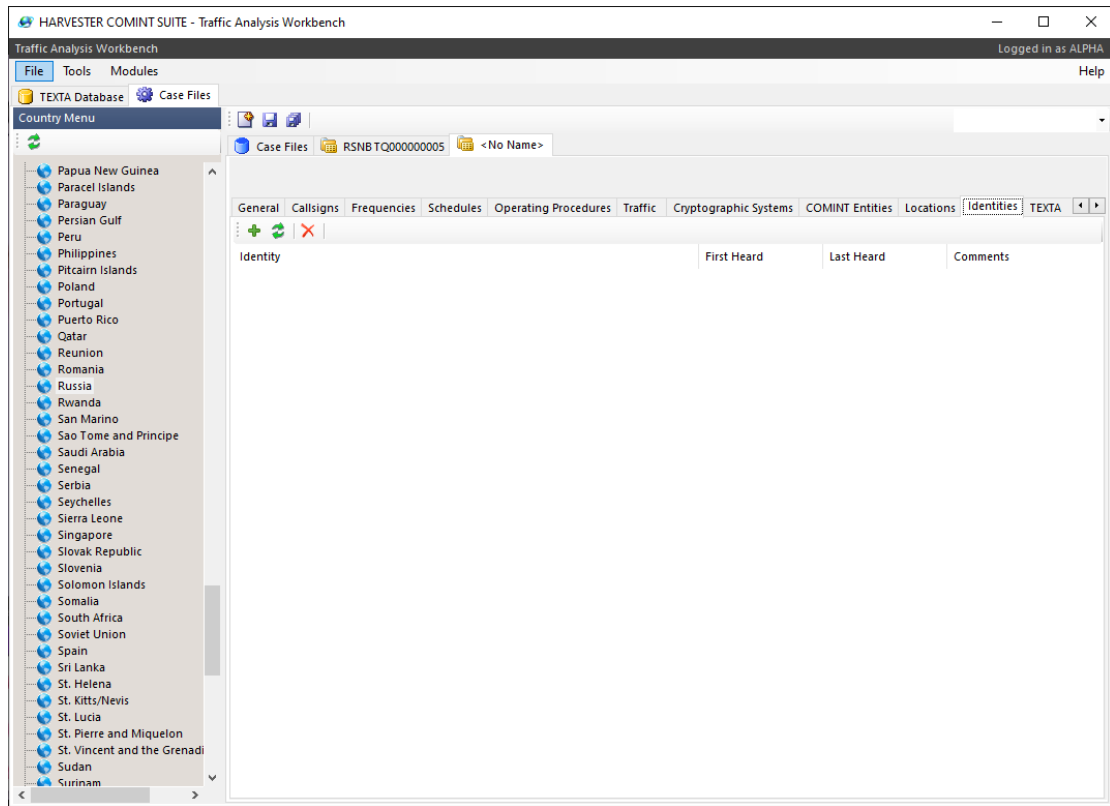 HARVESTER COMINT SUITE - Traffic Analysis Workbench
Traffic Analysis Workbench Logged in as ALPHA
File Tools Modules Help
TEXTA Database Case Files
Country Menu
Case Files RSNBTQ000000005 <No Name>
General Callsigns Frequencies Schedules Operating Procedures Traffic Cryptographic Systems COMINT Entities Locations Identities TEXTA
Identity First Heard Last Heard Comments
Papua New Guinea
Paracel Islands
Paraguay
Persian Gulf
Peru
Philippines
Pitcairn Islands
Poland
Portugal
Puerto Rico
Qatar
Reunion
Romania
Russia
Rwanda
San Marino
Sao Tome and Principe
Saudi Arabia
Senegal
Serbia
Seychelles
Sierra Leone
Singapore
Slovak Republic
Slovenia
Solomon Islands
Somalia
South Africa
Soviet Union
Spain
Sri Lanka
St. Helena
St. Kitts/Nevis
St. Lucia
St. Pierre and Miquelon
St. Vincent and the Grenadi
Sudan
Surinam